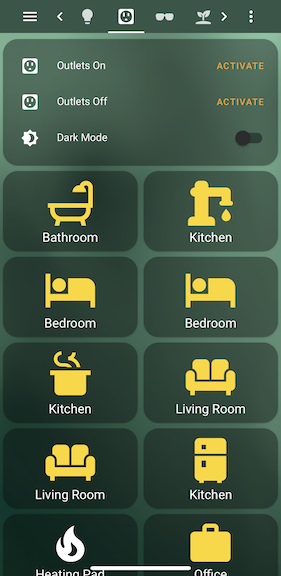 Outlets On ACTIVATE
Outlets Off ACTIVATE
Dark Mode
Bathroom Kitchen
Bedroom Bedroom
Kitchen Living Room
Living Room Kitchen
Heating Pad Office